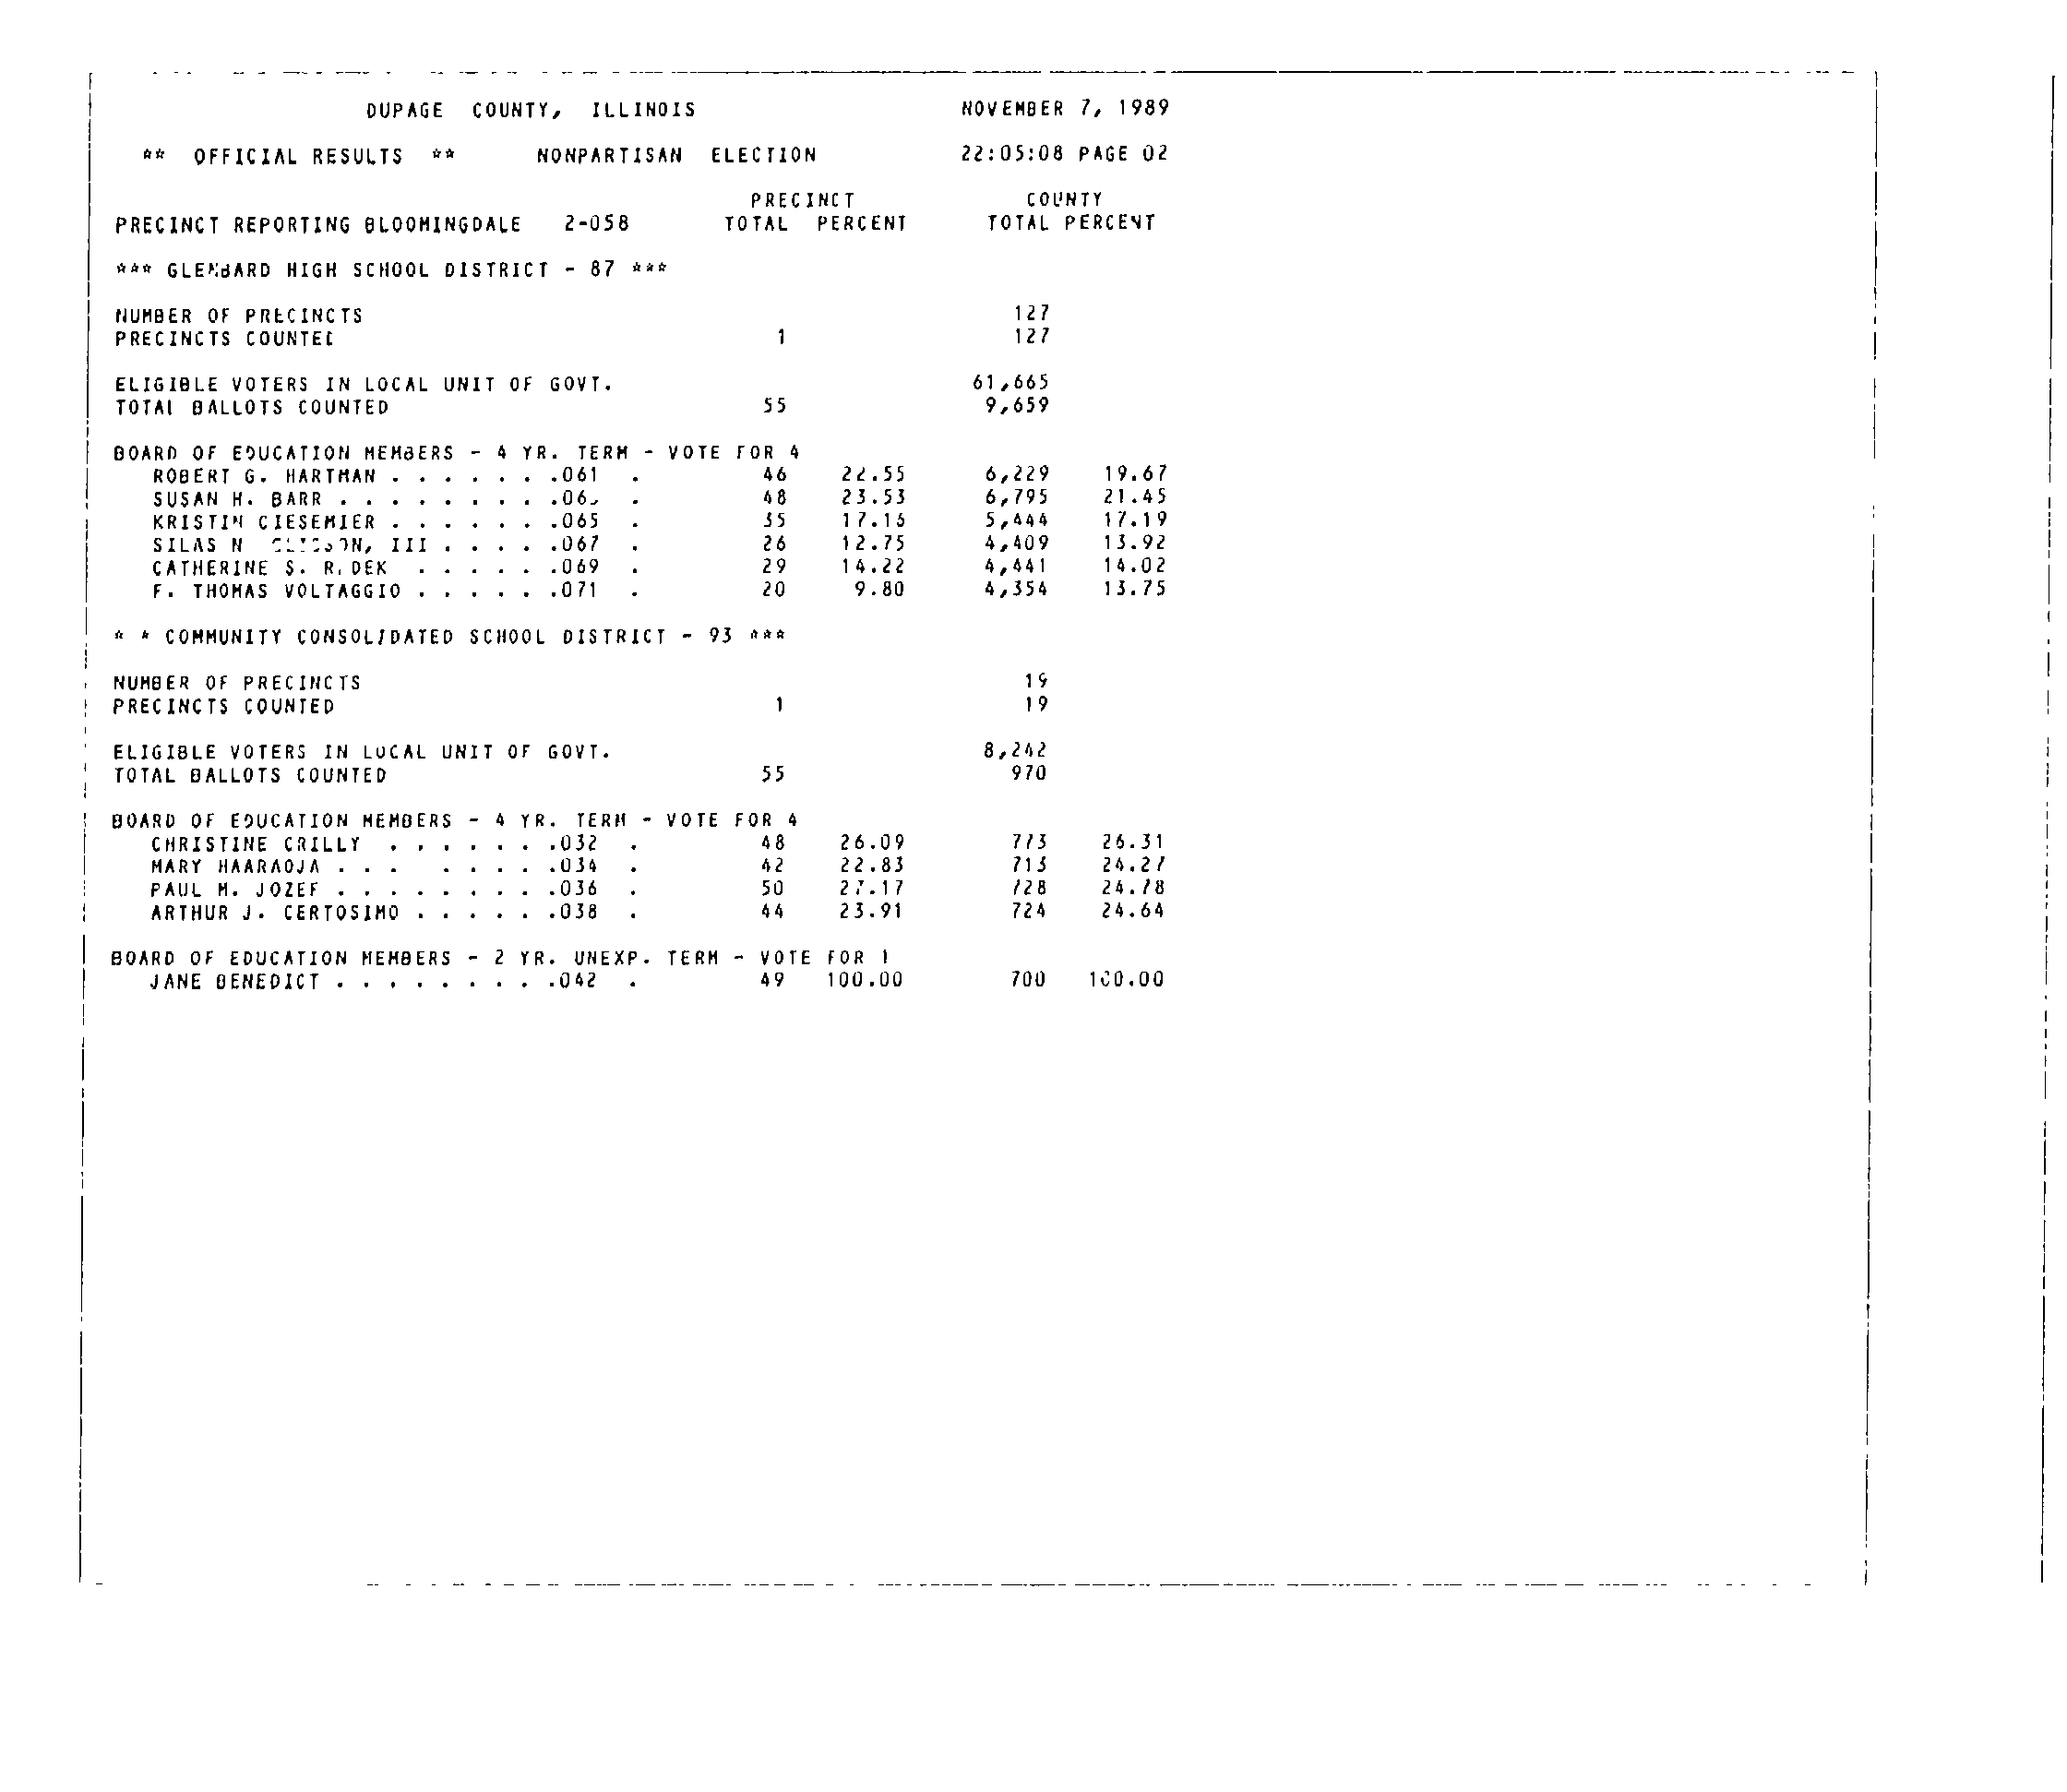 DUPAGE COUNTY, ILLINOIS NOVEMBER 7, 1989
** OFFICIAL RESULTS ** NONPARTISAN ELECTION 22:05:08 PAGE 02
PRECINCT COUNTY
PRECINCT REPORTING BLOOMINGDALE 2-058 TOTAL PERCENT TOTAL PERCENT
*** GLENBARD HIGH SCHOOL DISTRICT - 87 ***
NUMBER OF PRECINCTS 127
PRECINCTS COUNTED 1 127
ELIGIBLE VOTERS IN LOCAL UNIT OF GOVT. 61,665
TOTAL BALLOTS COUNTED 55 9,659
BOARD OF EDUCATION MEMBERS - 4 YR. TERM - VOTE FOR 4
ROBERT G. HARTMAN . . . . . . .061 . 46 22.55 6,229 19.67
SUSAN H. BARR . . . . . . . . . 48 23.53 6,795 21.45
KRISTIN CIESEMIER . . . . . . .065 . 35 17.16 5,444 17.19
SILAS N III . . . . .067 . 26 12.75 4,409 13.92
CATHERINE S. . . . . . .069 . 29 14.22 4,441 14.02
F. THOMAS VOLTAGGIO . . . . . .071 . 20 9.80 4,354 13.75
* * COMMUNITY CONSOLIDATED SCHOOL DISTRICT - 93 ***
NUMBER OF PRECINCTS 19
PRECINCTS COUNTED 1 19
ELIGIBLE VOTERS IN LOCAL UNIT OF GOVT. 8,242
TOTAL BALLOTS COUNTED 55 970
BOARD OF EDUCATION MEMBERS - 4 YR. TERM - VOTE FOR 4
CHRISTINE CRILLY . . . . . . .032 . 48 26.09 773 26.31
MARY HAARAOJA . . . . . . . .034 . 42 22.83 713 24.27
PAUL M. JOZEF . . . . . . . . .036 . 50 27.17 728 24.78
ARTHUR J. CERTOSIMO . . . . . .038 . 44 23.91 724 24.64
BOARD OF EDUCATION MEMBERS - 2 YR. UNEXP. TERM - VOTE FOR 1
JANE BENEDICT . . . . . . . . .042 . 49 100.00 700 100.00